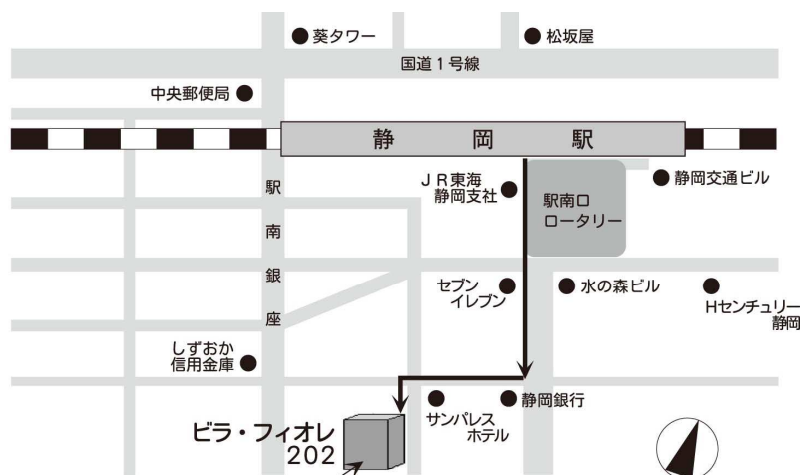 葵タワー
松坂屋
国道１号線
中央郵便局
静岡駅
ＪＲ東海
静岡支社
駅南口
ロータリー
静岡交通ビル
駅南銀座
セブン
イレブン
水の森ビル
Hセンチュリー
静岡
しずおか
信用金庫
サンパレス
ホテル
静岡銀行
ビラ・フィオレ
202